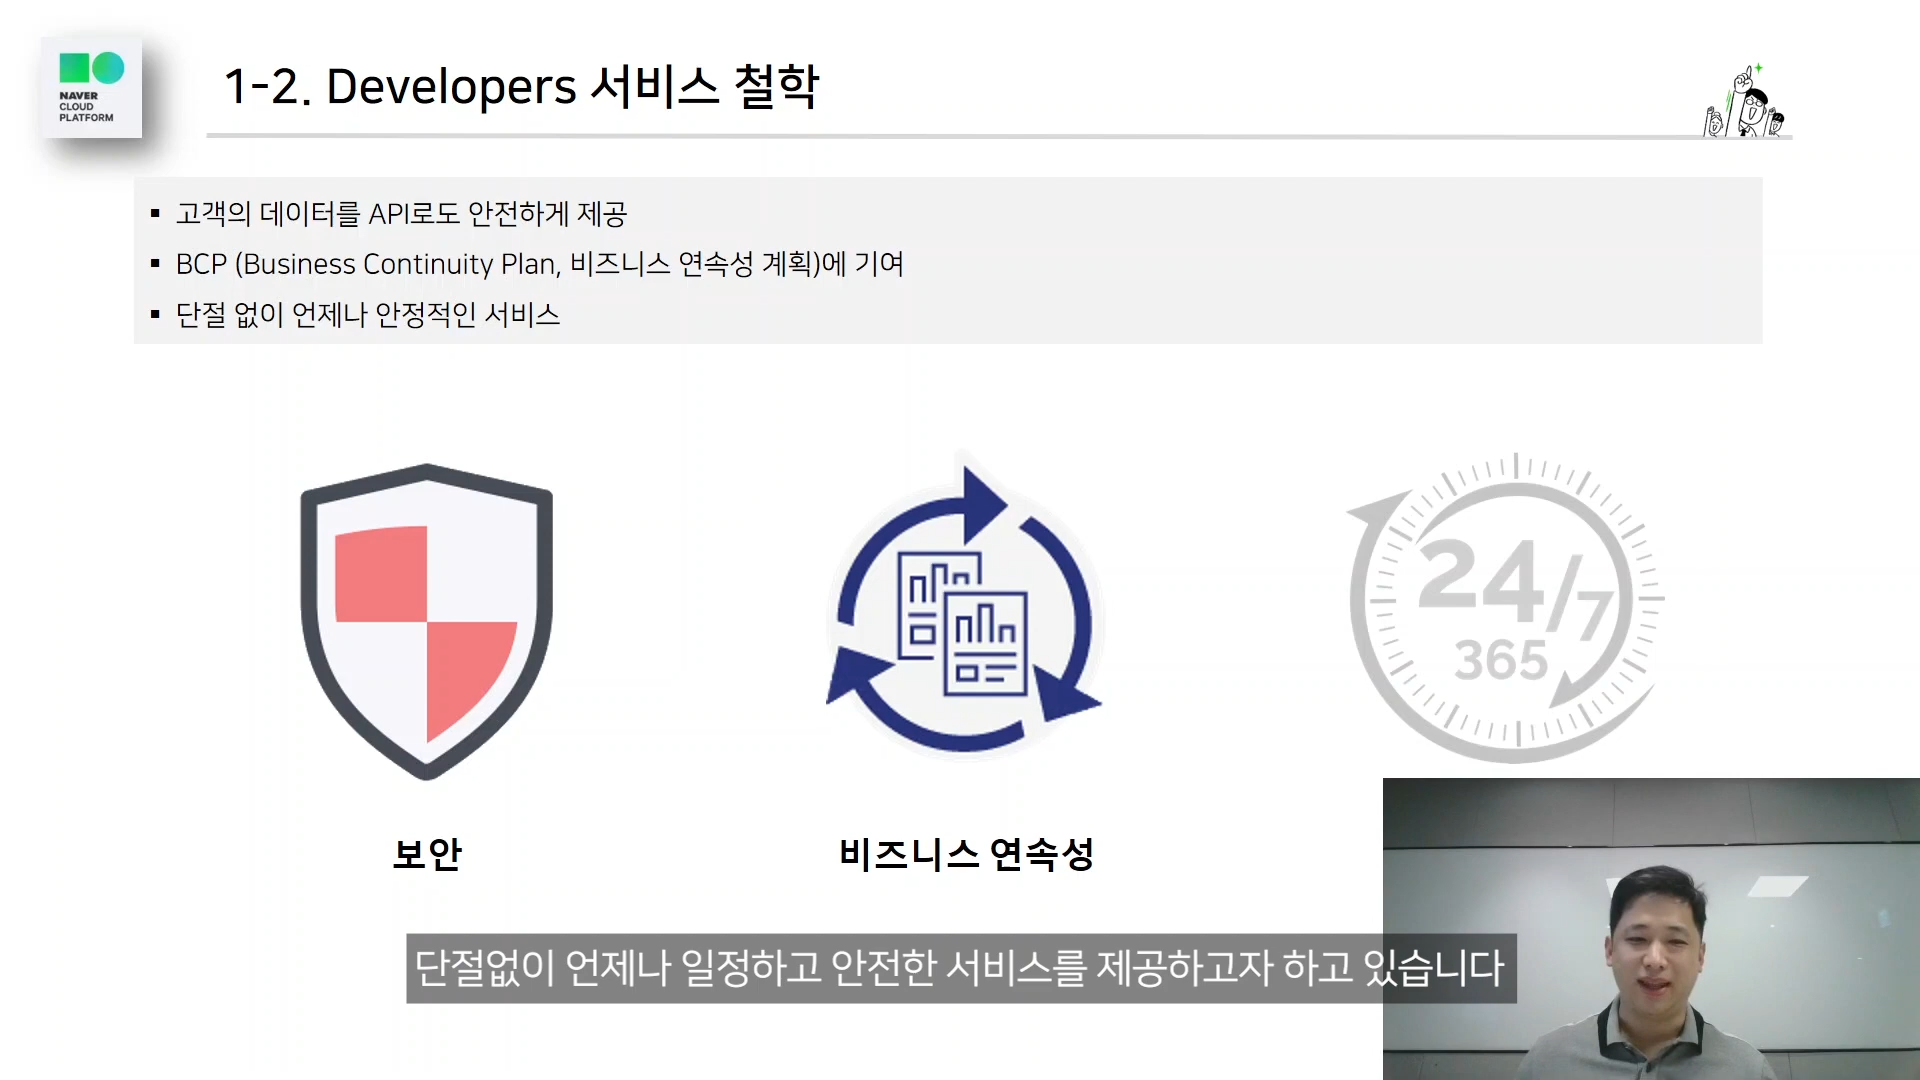 NAVER
CLOUD
PLATFORM
1-2. Developers 서비스 철학
▪ 고객의 데이터를 API로도 안전하게 제공
▪ BCP (Business Continuity Plan, 비즈니스 연속성 계획)에 기여
▪ 단절 없이 언제나 안정적인 서비스
24/7
365
보안
비즈니스 연속성
단절없이 언제나 일정하고 안전한 서비스를 제공하고자 하고 있습니다